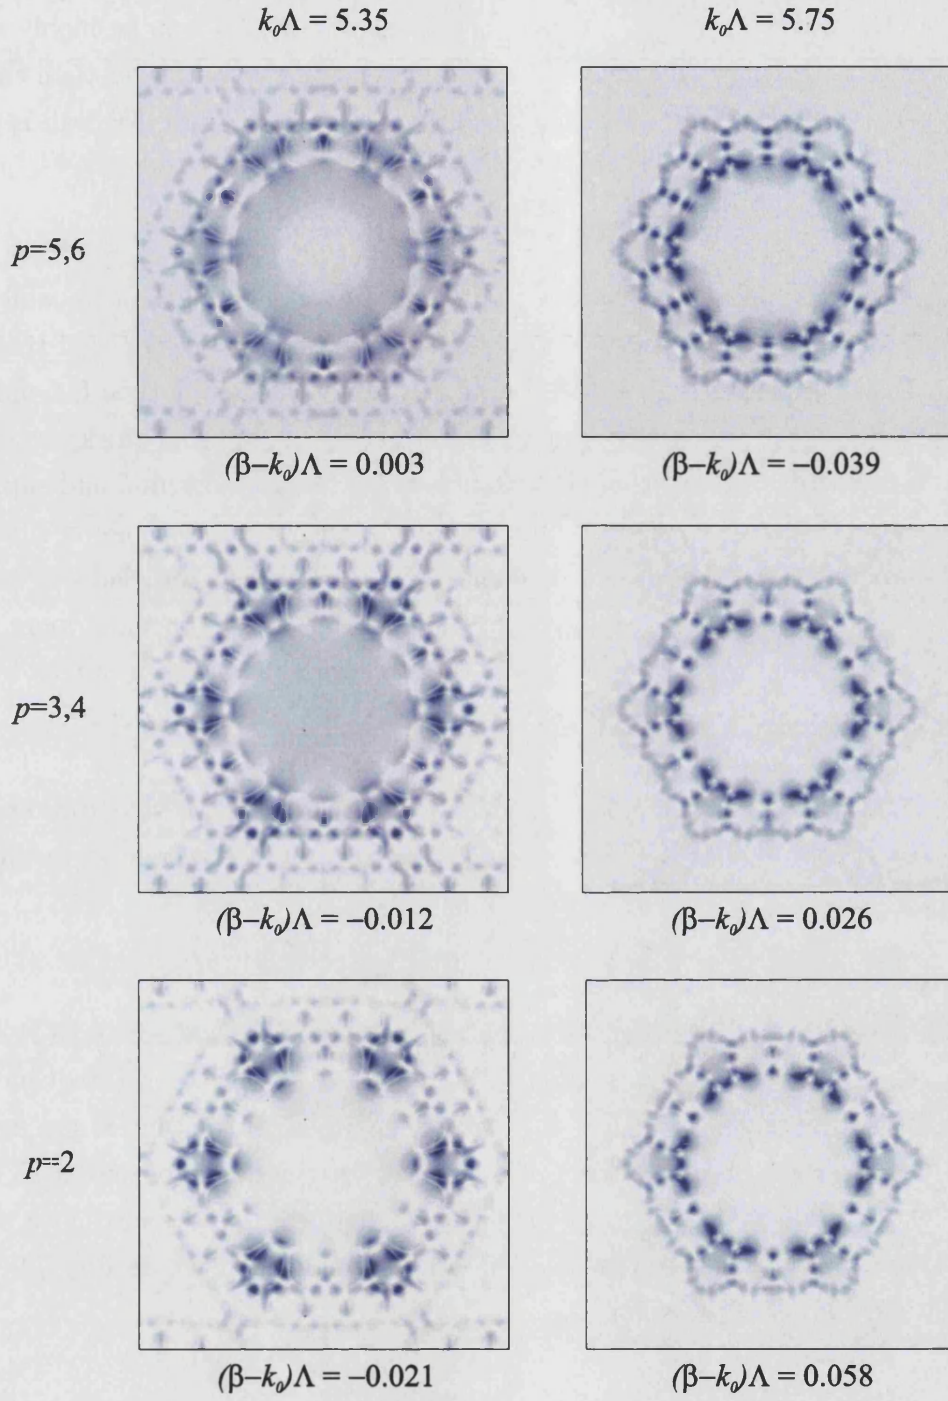 k₀Λ = 5.35 k₀Λ = 5.75
p=5,6
(β–k₀)Λ = 0.003 (β–k₀)Λ = –0.039
p=3,4
(β–k₀)Λ = –0.012 (β–k₀)Λ = 0.026
p=2
(β–k₀)Λ = –0.021 (β–k₀)Λ = 0.058